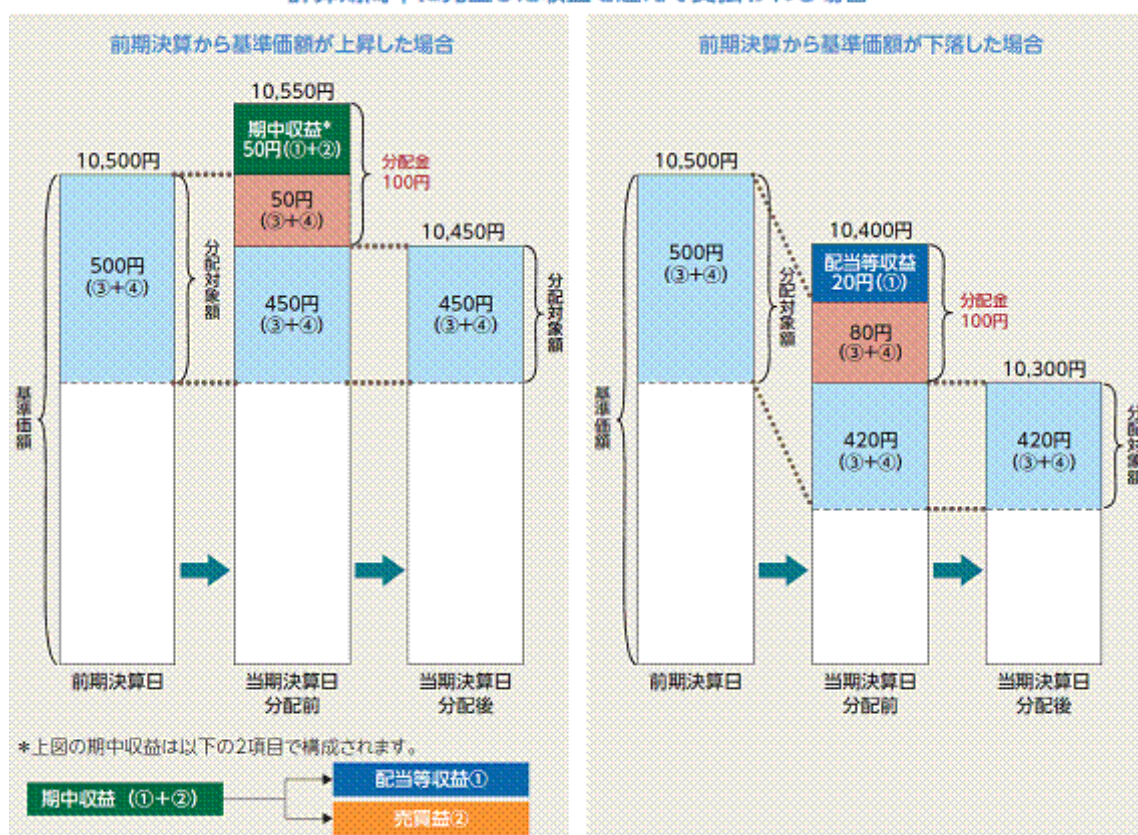 前期決算から基準価額が上昇した場合
10,550円
期中収益*
50円(①+②)
10,500円
分配金
100円
50円
(③+④)
10,450円
500円
(③+④)
分配対象額
450円
(③+④)
450円
(③+④)
分配対象額
基準価額
前期決算日
当期決算日
分配前
当期決算日
分配後
*上図の期中収益は以下の2項目で構成されます。
期中収益(①+②)
配当等収益①
売買益②
前期決算から基準価額が下落した場合
10,500円
10,400円
500円
(③+④)
分配対象額
配当等収益
20円(①)
分配金
100円
80円
(③+④)
10,300円
基準価額
420円
(③+④)
420円
(③+④)
分配対象額
前期決算日
当期決算日
分配前
当期決算日
分配後